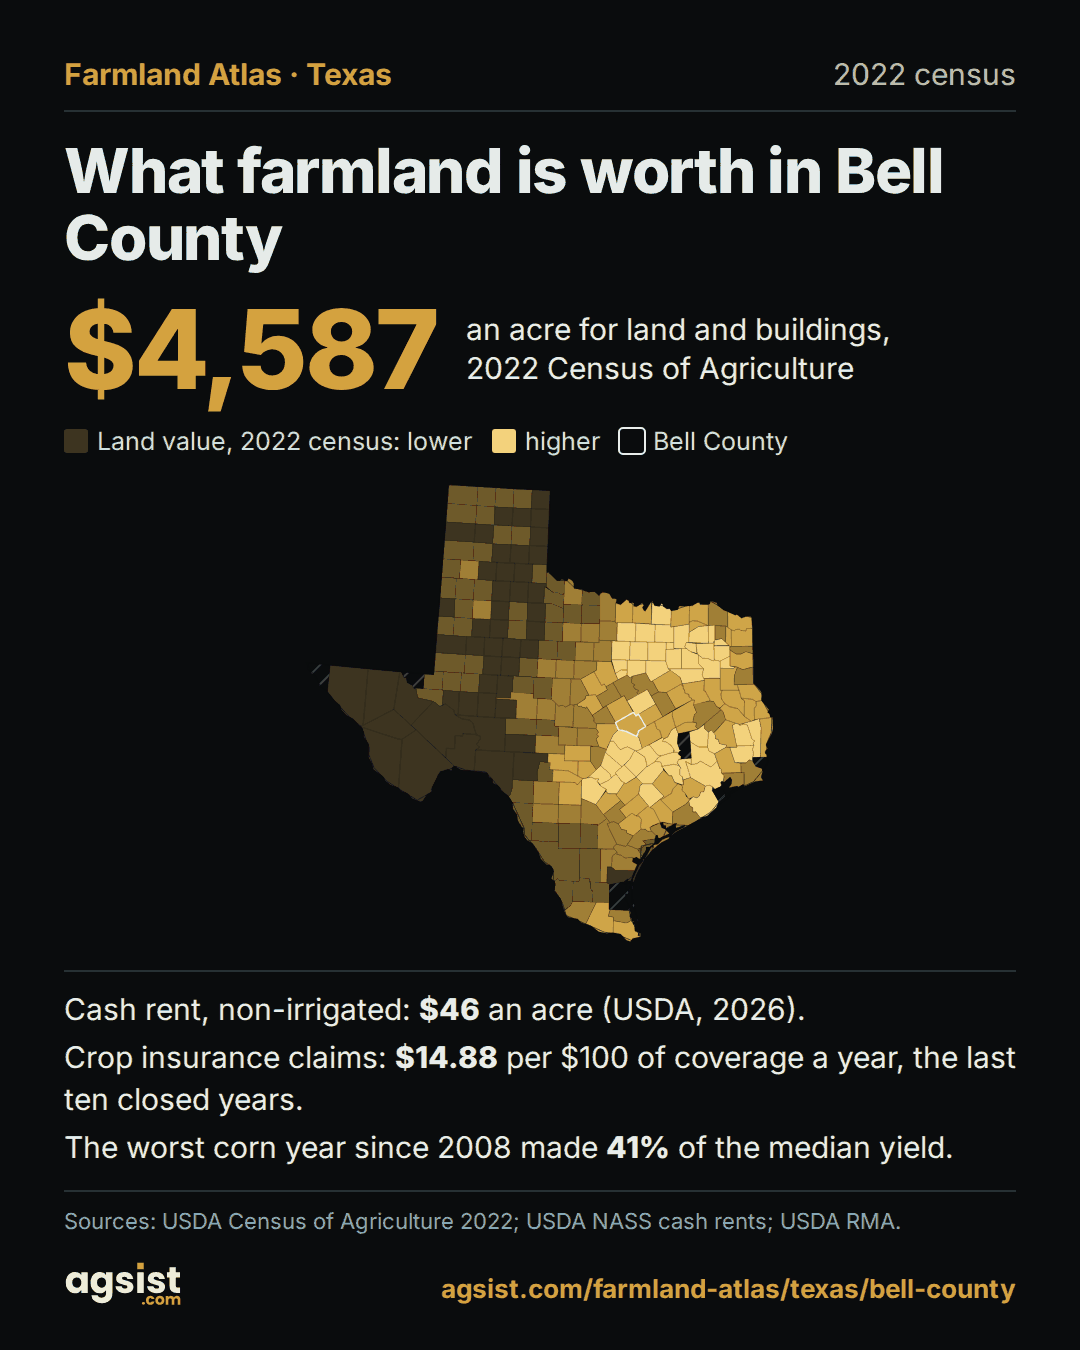 Farmland Atlas · Texas
2022 census
What farmland is worth in Bell
County
$4,587
an acre for land and buildings,
2022 Census of Agriculture
Land value, 2022 census: lower
higher
Bell County
Cash rent, non-irrigated: $46 an acre (USDA, 2026).
Crop insurance claims: $14.88 per $100 of coverage a year, the last
ten closed years.
The worst corn year since 2008 made 41% of the median yield.
Sources: USDA Census of Agriculture 2022; USDA NASS cash rents; USDA RMA.
agsist
.com
agsist.com/farmland-atlas/texas/bell-county